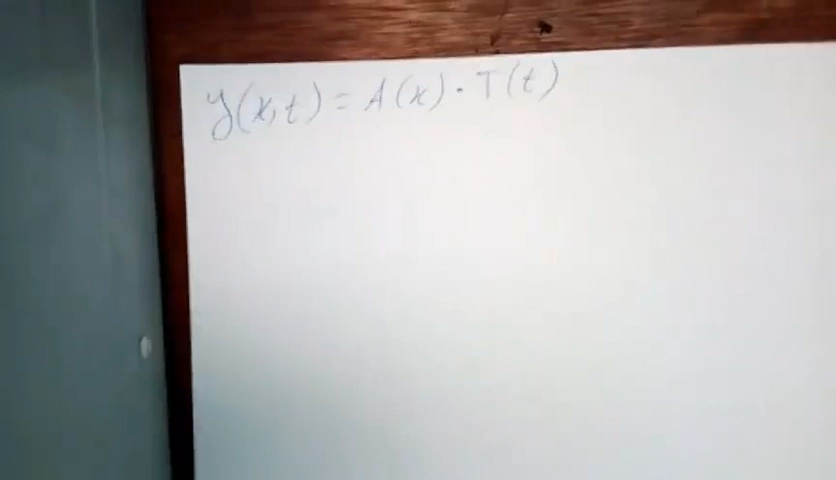 y(x,t) = A(x) · T(t)